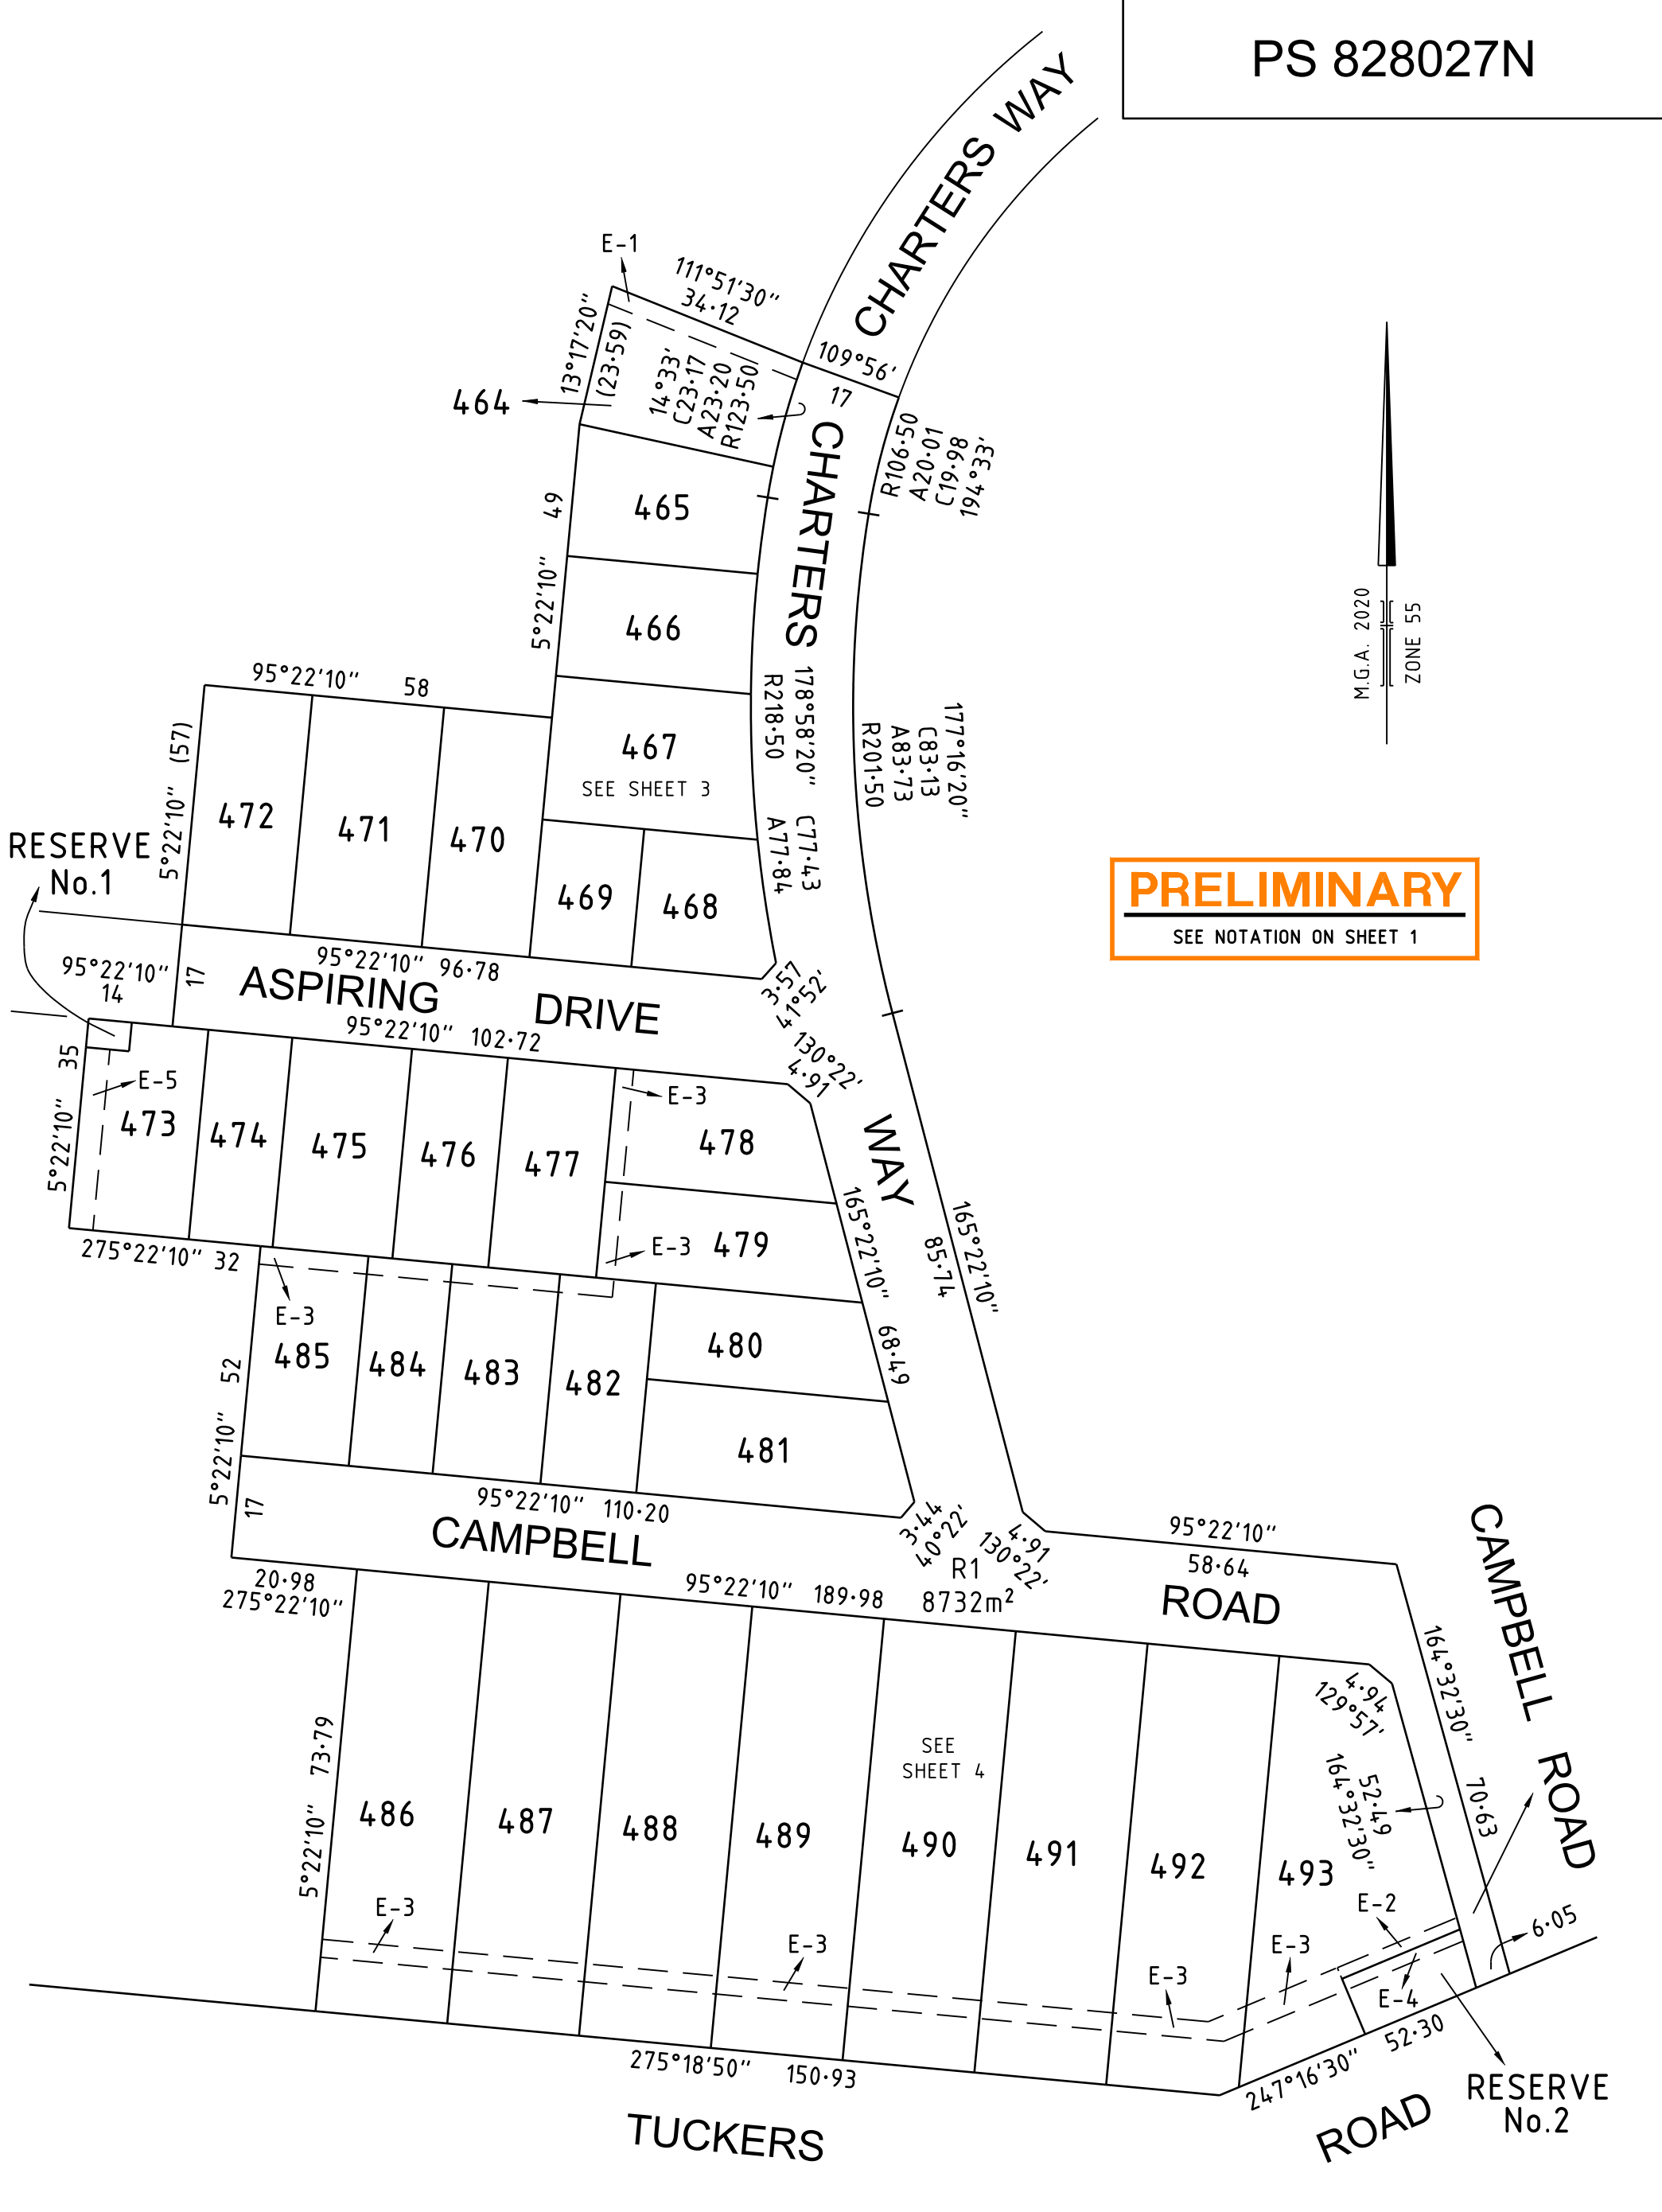 PS 828027N
CHARTERS WAY
E-1
111°51'30"
34·12
13°17'20"
(23·59)
14°33'
C23·17
A23·20
R123·50
109°56'
17
464
CHARTERS
R106·50
A20·01
C19·98
194°33'
49
465
5°22'10"
466
M.G.A. 2020
ZONE 55
95°22'10" 58
178°58'20" C77·43
R218·50 A77·84
177°16'20"
C83·13
A83·73
R201·50
467
SEE SHEET 3
5°22'10" (57)
472
471
470
469
468
RESERVE
No.1
PRELIMINARY
SEE NOTATION ON SHEET 1
95°22'10"
14
17
95°22'10" 96·78
ASPIRING DRIVE
3·57
41°52'
95°22'10" 102·72
130°22'
4·91
5°22'10" 35
E-5
E-3
473
474
475
476
477
478
WAY
165°22'10" 68·49
165°22'10"
85·74
275°22'10" 32
E-3
479
E-3
485
484
483
482
480
481
5°22'10" 52
17
95°22'10" 110·20
CAMPBELL
3·44
40°22'
4·91
130°22'
R1
8732m²
95°22'10"
58·64
ROAD
CAMPBELL ROAD
20·98
275°22'10"
95°22'10" 189·98
164°32'30" 70·63
4·94
129°57'
52·49
164°32'30"
5°22'10" 73·79
SEE
SHEET 4
486
487
488
489
490
491
492
493
E-3
E-3
E-3
E-3
E-2
E-4
6·05
275°18'50" 150·93
247°16'30" 52·30
RESERVE
No.2
TUCKERS ROAD